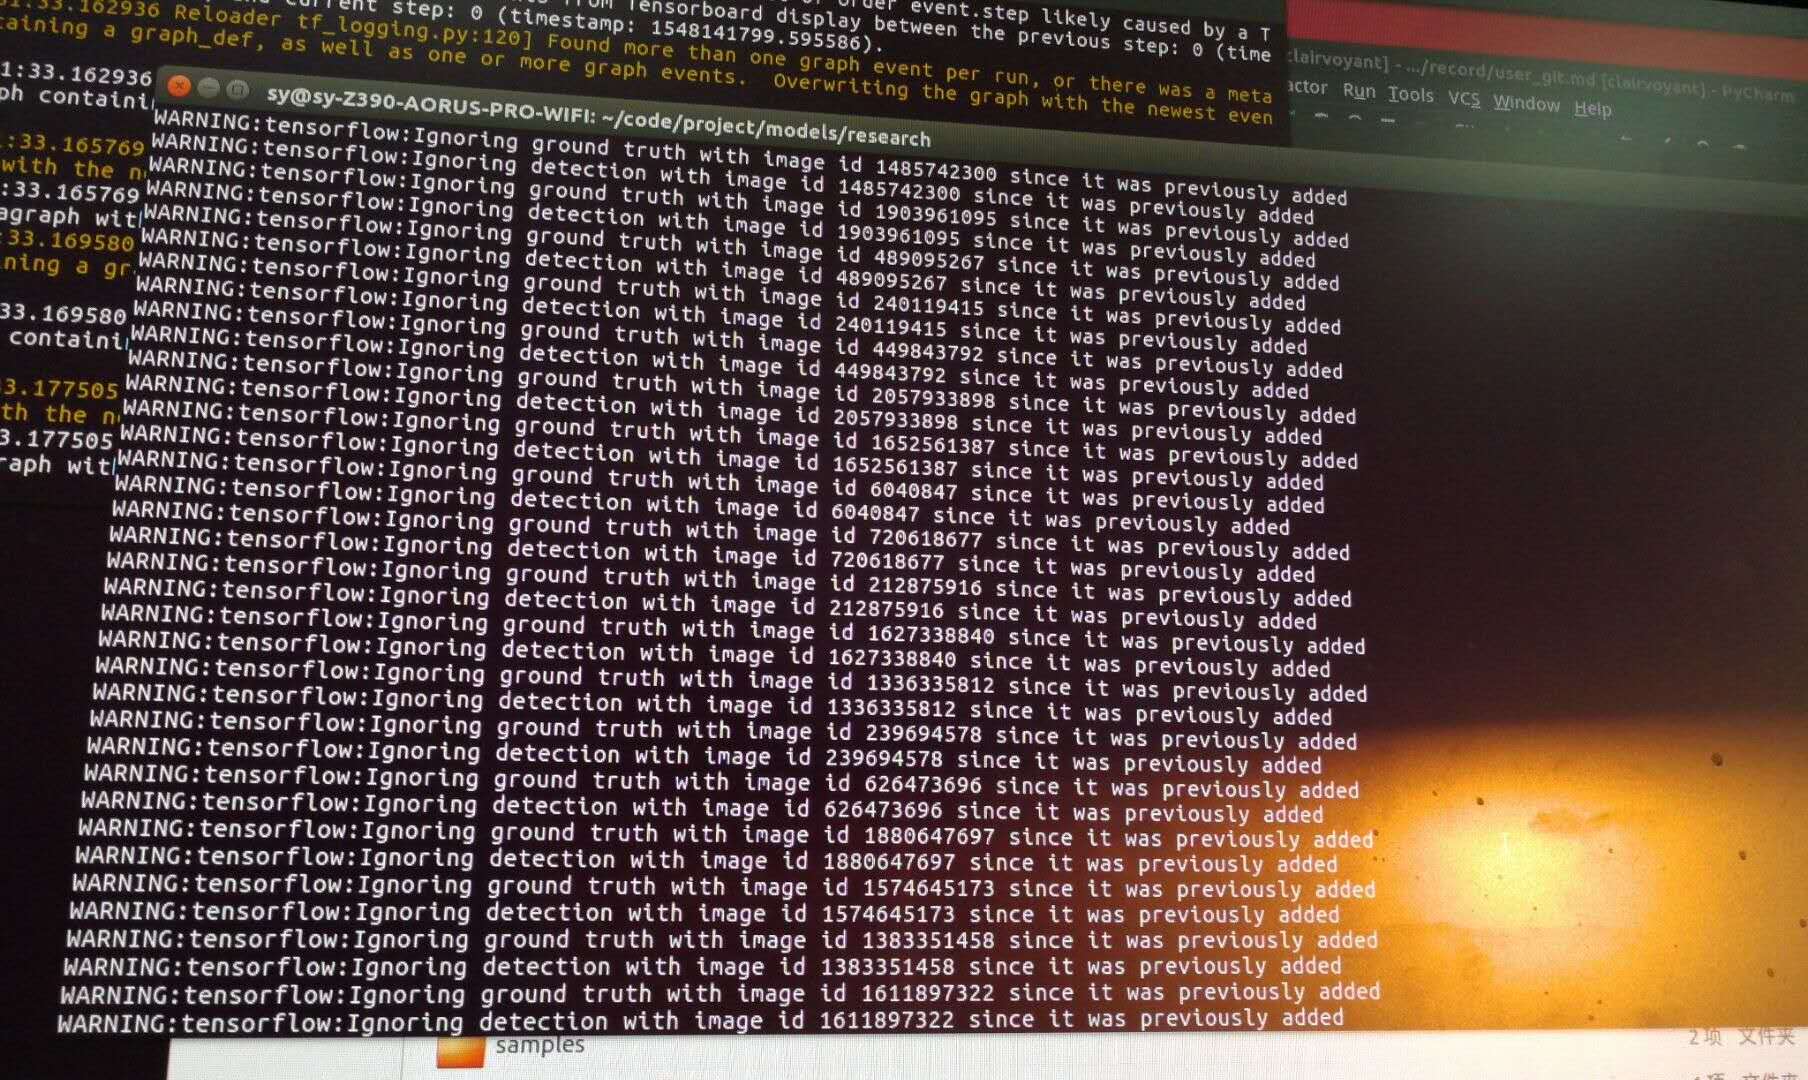 31:33.162936 Reloader tf_logging.py:120] Found more than one graph event per run, or there was a meta
current step: 0 (timestamp: 1548141799.595586).
from Tensorboard display between the previous step: 0 (time
order event.step likely caused by a T
taining a graph_def, as well as one or more graph events. Overwriting the graph with the newest even
1:33.162936
ph containi
:33.165769
with the n
:33.165769
agraph wit
:33.169580
ning a gr
33.169580
containi
3.177505
th the n
3.177505
raph wit
clairvoyant] - .../record/user_git.md [clairvoyant] - PyCharm
actor Run Tools VCS Window Help
sy@sy-Z390-AORUS-PRO-WIFI: ~/code/project/models/research
WARNING:tensorflow:Ignoring ground truth with image id 1485742300 since it was previously added
WARNING:tensorflow:Ignoring detection with image id 1485742300 since it was previously added
WARNING:tensorflow:Ignoring ground truth with image id 1903961095 since it was previously added
WARNING:tensorflow:Ignoring detection with image id 1903961095 since it was previously added
WARNING:tensorflow:Ignoring ground truth with image id 489095267 since it was previously added
WARNING:tensorflow:Ignoring detection with image id 489095267 since it was previously added
WARNING:tensorflow:Ignoring ground truth with image id 240119415 since it was previously added
WARNING:tensorflow:Ignoring detection with image id 240119415 since it was previously added
WARNING:tensorflow:Ignoring ground truth with image id 449843792 since it was previously added
WARNING:tensorflow:Ignoring detection with image id 449843792 since it was previously added
WARNING:tensorflow:Ignoring ground truth with image id 2057933898 since it was previously added
WARNING:tensorflow:Ignoring detection with image id 2057933898 since it was previously added
WARNING:tensorflow:Ignoring ground truth with image id 1652561387 since it was previously added
WARNING:tensorflow:Ignoring detection with image id 1652561387 since it was previously added
WARNING:tensorflow:Ignoring ground truth with image id 6040847 since it was previously added
WARNING:tensorflow:Ignoring detection with image id 6040847 since it was previously added
WARNING:tensorflow:Ignoring ground truth with image id 720618677 since it was previously added
WARNING:tensorflow:Ignoring detection with image id 720618677 since it was previously added
WARNING:tensorflow:Ignoring ground truth with image id 212875916 since it was previously added
WARNING:tensorflow:Ignoring detection with image id 212875916 since it was previously added
WARNING:tensorflow:Ignoring ground truth with image id 1627338840 since it was previously added
WARNING:tensorflow:Ignoring detection with image id 1627338840 since it was previously added
WARNING:tensorflow:Ignoring ground truth with image id 1336335812 since it was previously added
WARNING:tensorflow:Ignoring detection with image id 1336335812 since it was previously added
WARNING:tensorflow:Ignoring ground truth with image id 239694578 since it was previously added
WARNING:tensorflow:Ignoring detection with image id 239694578 since it was previously added
WARNING:tensorflow:Ignoring ground truth with image id 626473696 since it was previously added
WARNING:tensorflow:Ignoring detection with image id 626473696 since it was previously added
WARNING:tensorflow:Ignoring ground truth with image id 1880647697 since it was previously added
WARNING:tensorflow:Ignoring detection with image id 1880647697 since it was previously added
WARNING:tensorflow:Ignoring ground truth with image id 1574645173 since it was previously added
WARNING:tensorflow:Ignoring detection with image id 1574645173 since it was previously added
WARNING:tensorflow:Ignoring ground truth with image id 1383351458 since it was previously added
WARNING:tensorflow:Ignoring detection with image id 1383351458 since it was previously added
WARNING:tensorflow:Ignoring ground truth with image id 1611897322 since it was previously added
WARNING:tensorflow:Ignoring detection with image id 1611897322 since it was previously added
samples
2 项 文件夹